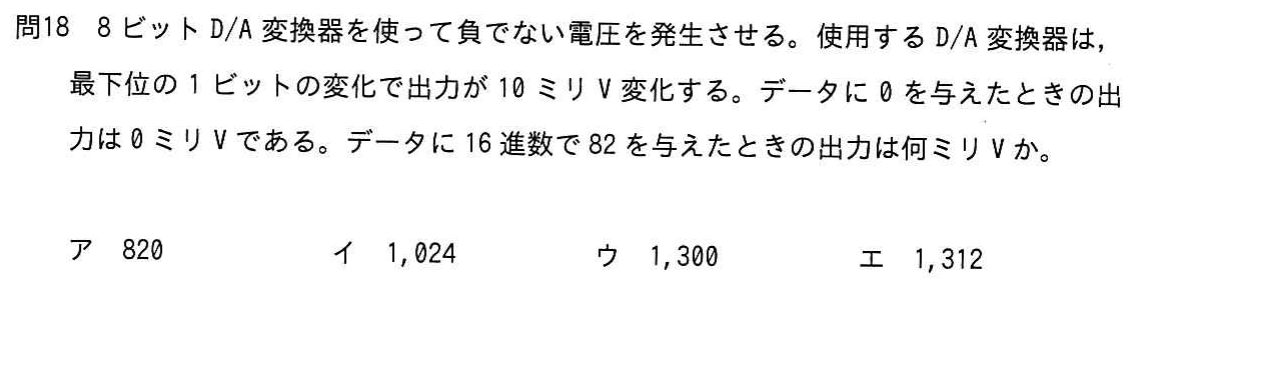 問18 8 ビット D/A 変換器を使って負でない電圧を発生させる。使用する D/A 変換器は,
最下位の 1 ビットの変化で出力が 10 ミリ V 変化する。データに 0 を与えたときの出
力は 0 ミリ V である。データに 16 進数で 82 を与えたときの出力は何ミリ V か。
ア 820 イ 1,024 ウ 1,300 エ 1,312